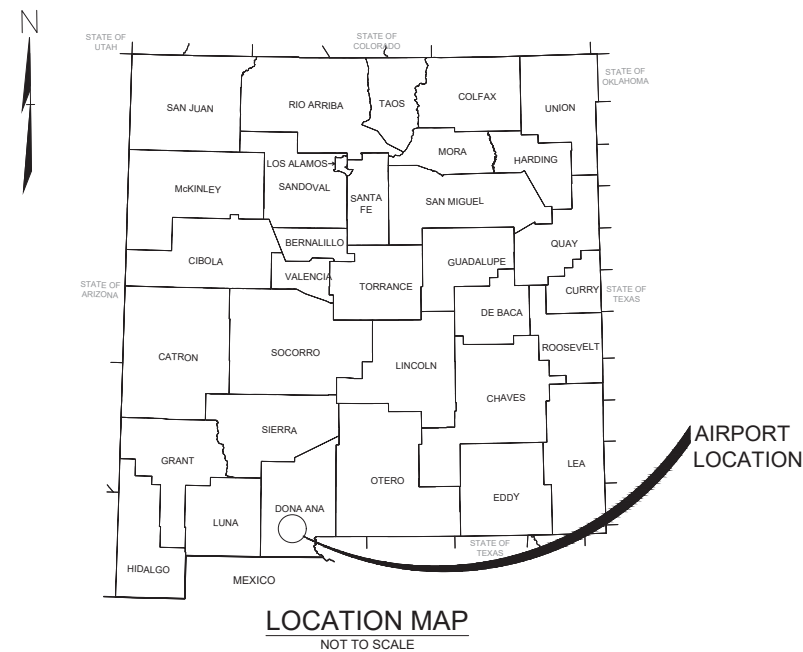 N
STATE OF
UTAH
STATE OF
COLORADO
STATE OF
OKLAHOMA
SAN JUAN
RIO ARRIBA
TAOS
COLFAX
UNION
LOS ALAMOS
MORA
HARDING
McKINLEY
SANDOVAL
SANTA
FE
SAN MIGUEL
BERNALILLO
QUAY
CIBOLA
VALENCIA
TORRANCE
GUADALUPE
STATE OF
ARIZONA
CURRY
STATE OF
TEXAS
DE BACA
CATRON
SOCORRO
LINCOLN
ROOSEVELT
CHAVES
SIERRA
AIRPORT
LOCATION
GRANT
OTERO
LEA
EDDY
DONA ANA
LUNA
STATE OF
TEXAS
HIDALGO
MEXICO
LOCATION MAP
NOT TO SCALE